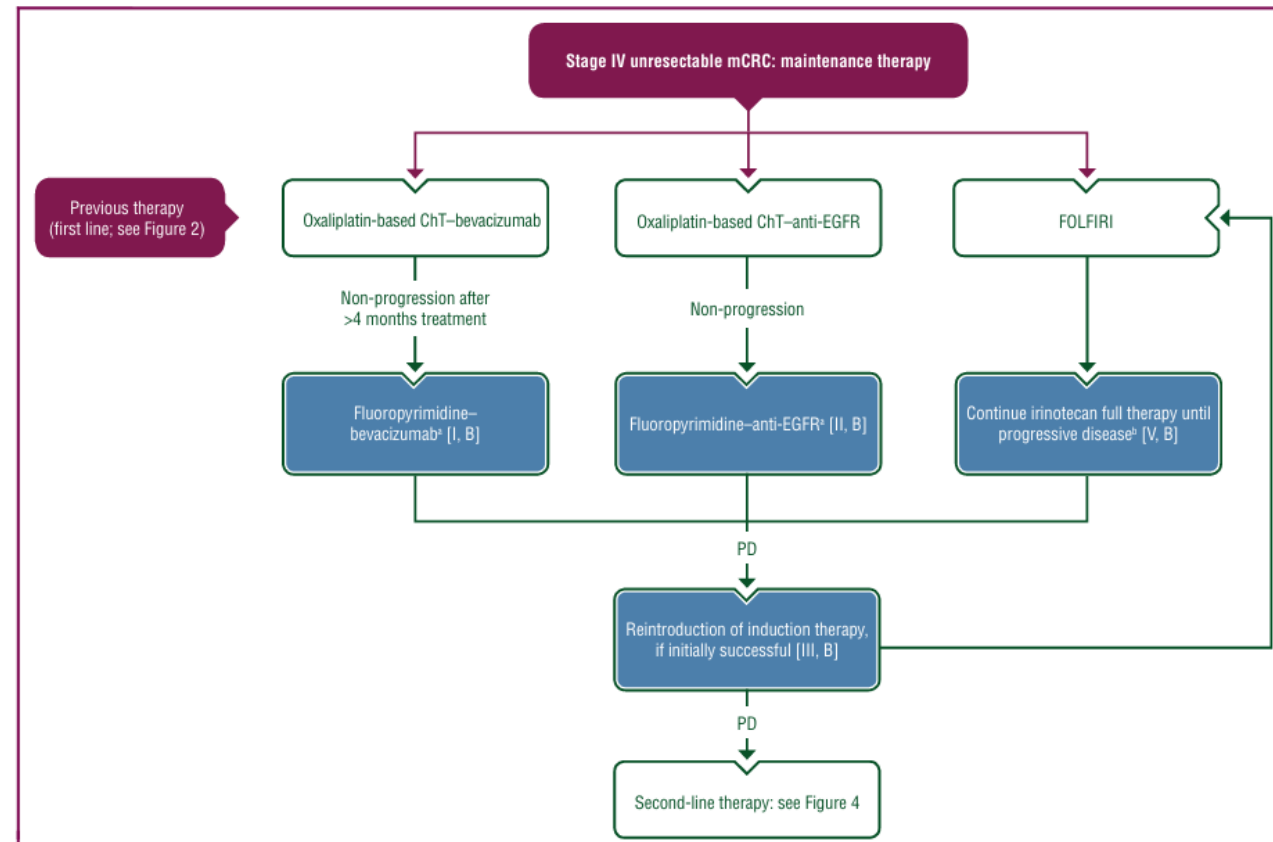 Stage IV unresectable mCRC: maintenance therapy
Previous therapy
(first line; see Figure 2)
Oxaliplatin-based ChT–bevacizumab
Oxaliplatin-based ChT–anti-EGFR
FOLFIRI
Non-progression after
>4 months treatment
Non-progression
Fluoropyrimidine–
bevacizumabᵃ [I, B]
Fluoropyrimidine–anti-EGFRᵃ [II, B]
Continue irinotecan full therapy until
progressive diseaseᵇ [V, B]
PD
Reintroduction of induction therapy,
if initially successful [III, B]
PD
Second-line therapy: see Figure 4